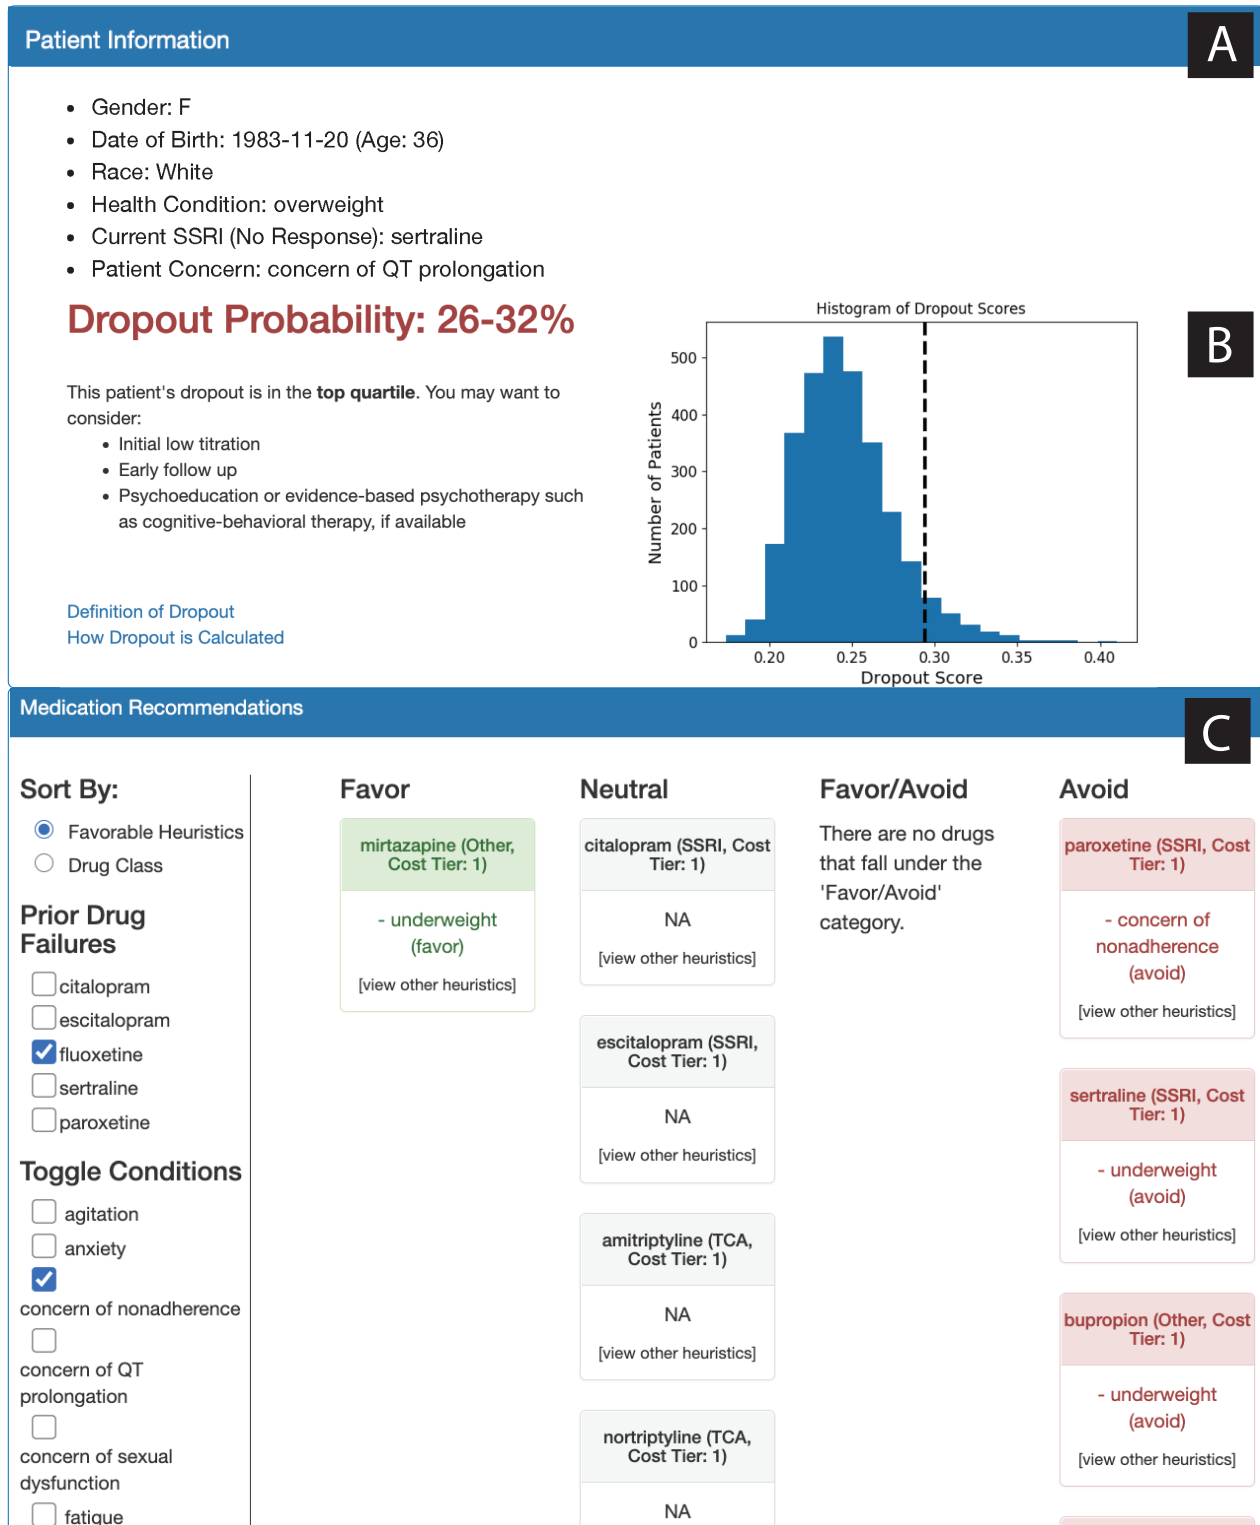 Patient Information
A
• Gender: F
• Date of Birth: 1983-11-20 (Age: 36)
• Race: White
• Health Condition: overweight
• Current SSRI (No Response): sertraline
• Patient Concern: concern of QT prolongation
Dropout Probability: 26-32%
This patient's dropout is in the top quartile. You may want to
consider:
• Initial low titration
• Early follow up
• Psychoeducation or evidence-based psychotherapy such
as cognitive-behavioral therapy, if available
Definition of Dropout
How Dropout is Calculated
B
Histogram of Dropout Scores
Number of Patients
500
400
300
200
100
0
0.20 0.25 0.30 0.35 0.40
Dropout Score
Medication Recommendations
C
Sort By:
Favorable Heuristics
Drug Class
Prior Drug
Failures
citalopram
escitalopram
fluoxetine
sertraline
paroxetine
Toggle Conditions
agitation
anxiety
concern of nonadherence
concern of QT
prolongation
concern of sexual
dysfunction
fatigue
Favor
mirtazapine (Other,
Cost Tier: 1)
- underweight
(favor)
[view other heuristics]
Neutral
citalopram (SSRI, Cost
Tier: 1)
NA
[view other heuristics]
escitalopram (SSRI,
Cost Tier: 1)
NA
[view other heuristics]
amitriptyline (TCA,
Cost Tier: 1)
NA
[view other heuristics]
nortriptyline (TCA,
Cost Tier: 1)
NA
Favor/Avoid
There are no drugs
that fall under the
'Favor/Avoid'
category.
Avoid
paroxetine (SSRI, Cost
Tier: 1)
- concern of
nonadherence
(avoid)
[view other heuristics]
sertraline (SSRI, Cost
Tier: 1)
- underweight
(avoid)
[view other heuristics]
bupropion (Other, Cost
Tier: 1)
- underweight
(avoid)
[view other heuristics]